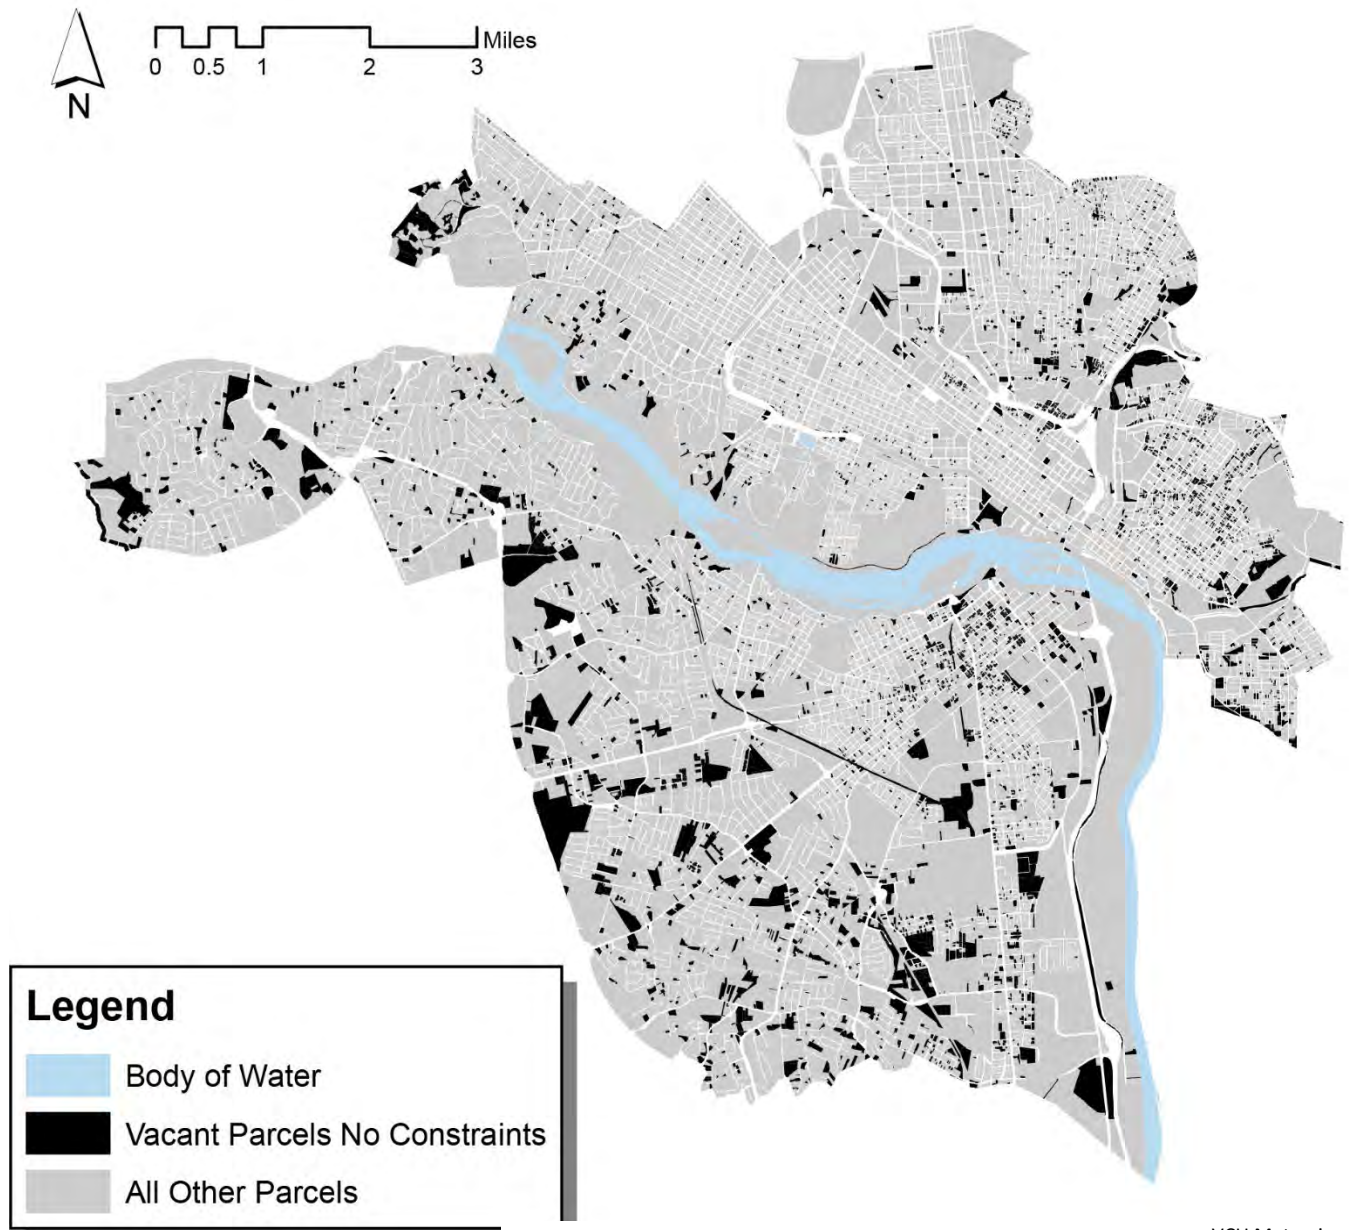 Miles
0 0.5 1 2 3
N
Legend
Body of Water
Vacant Parcels No Constraints
All Other Parcels